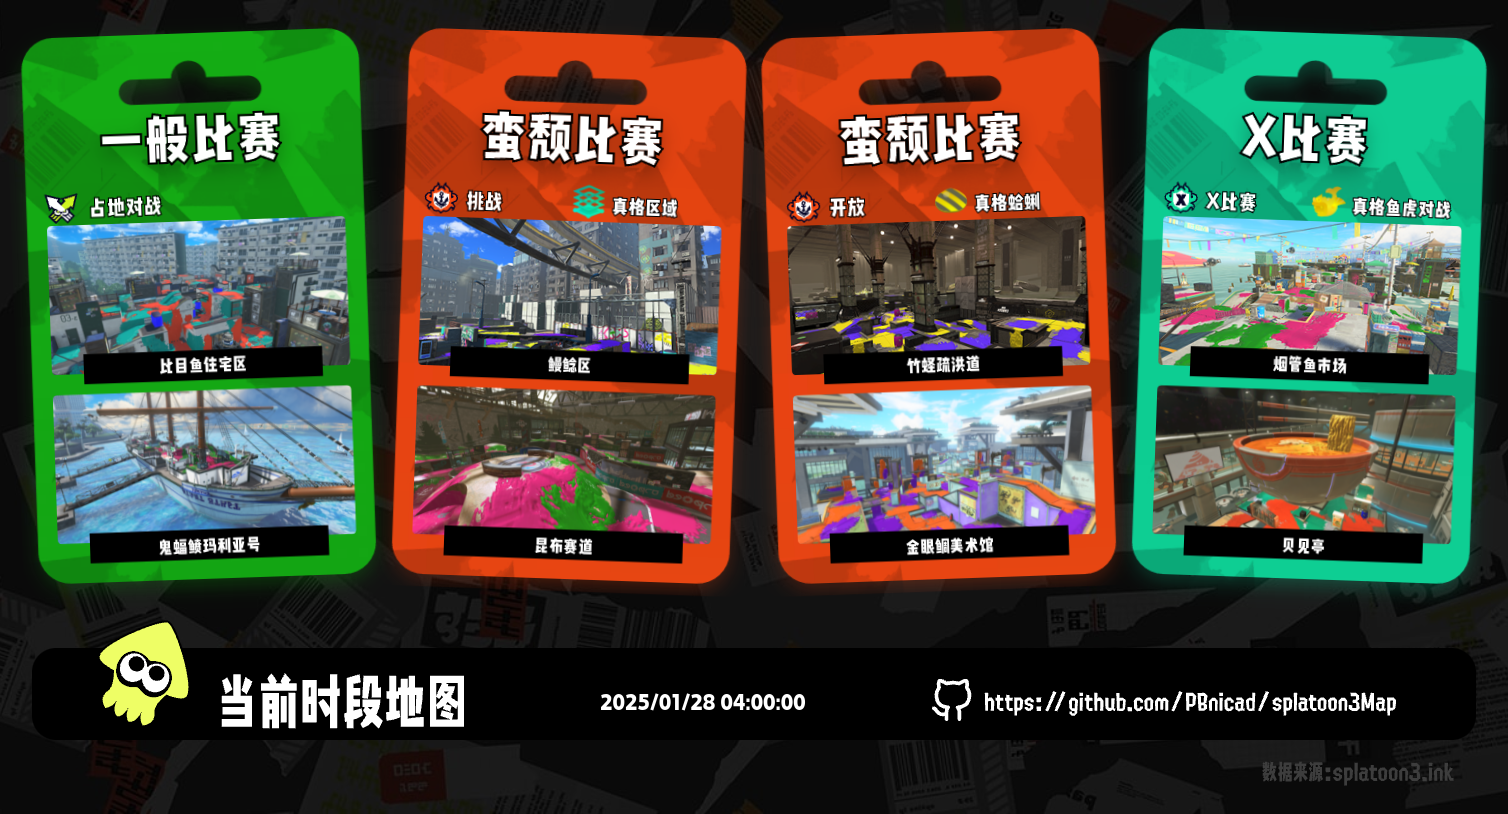 一般比赛
占地对战
比目鱼住宅区
鬼蝠鲼玛利亚号
蛮颓比赛
挑战
真格区域
鳗鲶区
昆布赛道
蛮颓比赛
开放
真格蛤蜊
竹蛏疏洪道
金眼鲷美术馆
X比赛
X比赛
真格鱼虎对战
烟管鱼市场
贝见亭
当前时段地图
2025/01/28 04:00:00
https://github.com/PBnicad/splatoon3Map
数据来源:splatoon3.ink